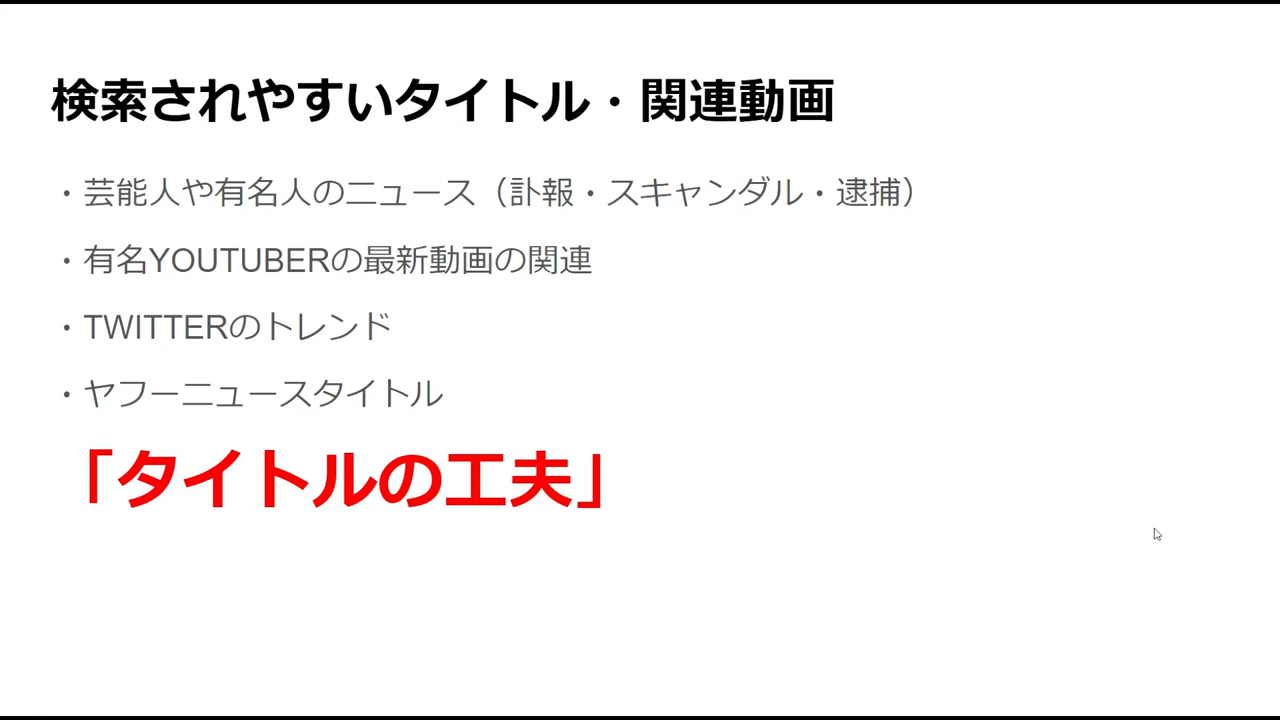 検索されやすいタイトル・関連動画
・芸能人や有名人のニュース（訃報・スキャンダル・逮捕）
・有名YOUTUBERの最新動画の関連
・TWITTERのトレンド
・ヤフーニュースタイトル
「タイトルの工夫」